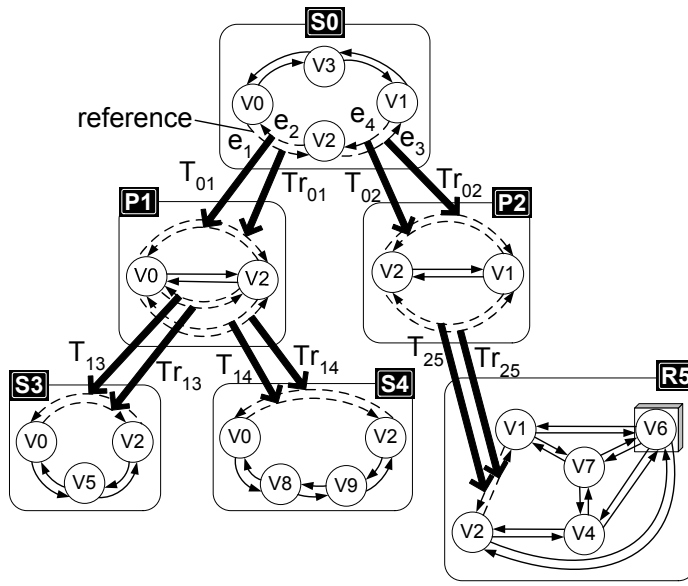 S0
V3
V0 V1
reference
e1 e2 V2 e4 e3
T01 Tr01 T02 Tr02
P1 P2
V0 V2
V2 V1
T13 Tr13 T14 Tr14
T25 Tr25
S3 S4 R5
V0 V2
V5
V0 V2
V8 V9
V1 V6
V7
V2 V4